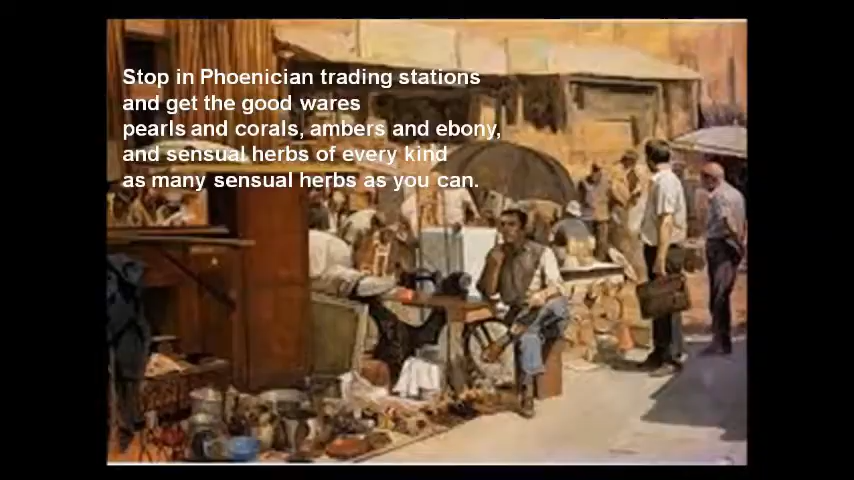 Stop in Phoenician trading stations
and get the good wares
pearls and corals, ambers and ebony,
and sensual herbs of every kind
as many sensual herbs as you can.